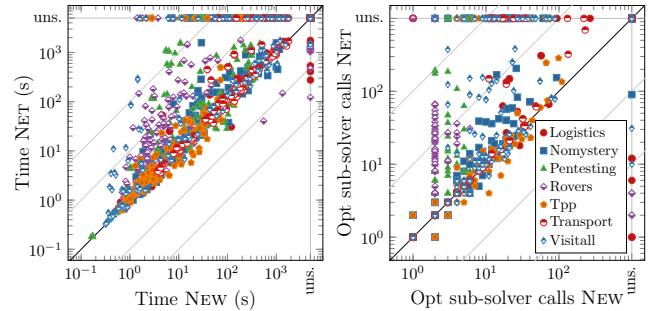 uns.
10³
10²
10¹
10⁰
10⁻¹
Time NET (s)
10⁻¹ 10⁰ 10¹ 10² 10³ uns.
Time NEW (s)
uns.
10³
10²
10¹
10⁰
Opt sub-solver calls NET
10⁰ 10¹ 10² uns.
Opt sub-solver calls NEW
Logistics
Nomystery
Pentesting
Rovers
Tpp
Transport
Visitall